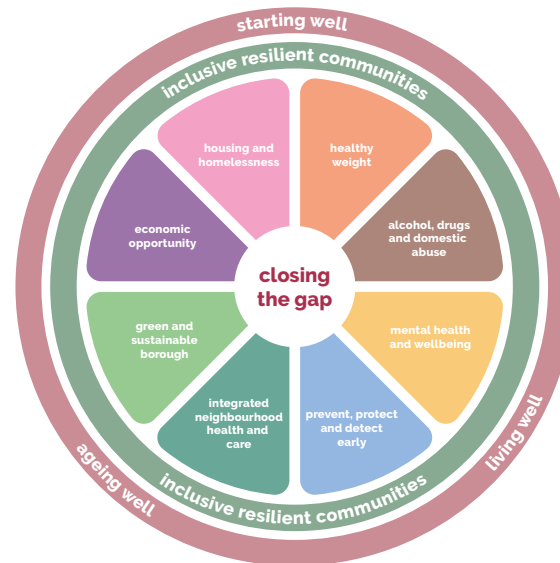 starting well
inclusive resilient communities
housing and
homelessness
healthy
weight
economic
opportunity
alcohol, drugs
and domestic
abuse
closing
the gap
green and
sustainable
borough
mental health
and wellbeing
integrated
neighbourhood
health and
care
prevent, protect
and detect
early
ageing well
living well
inclusive resilient communities